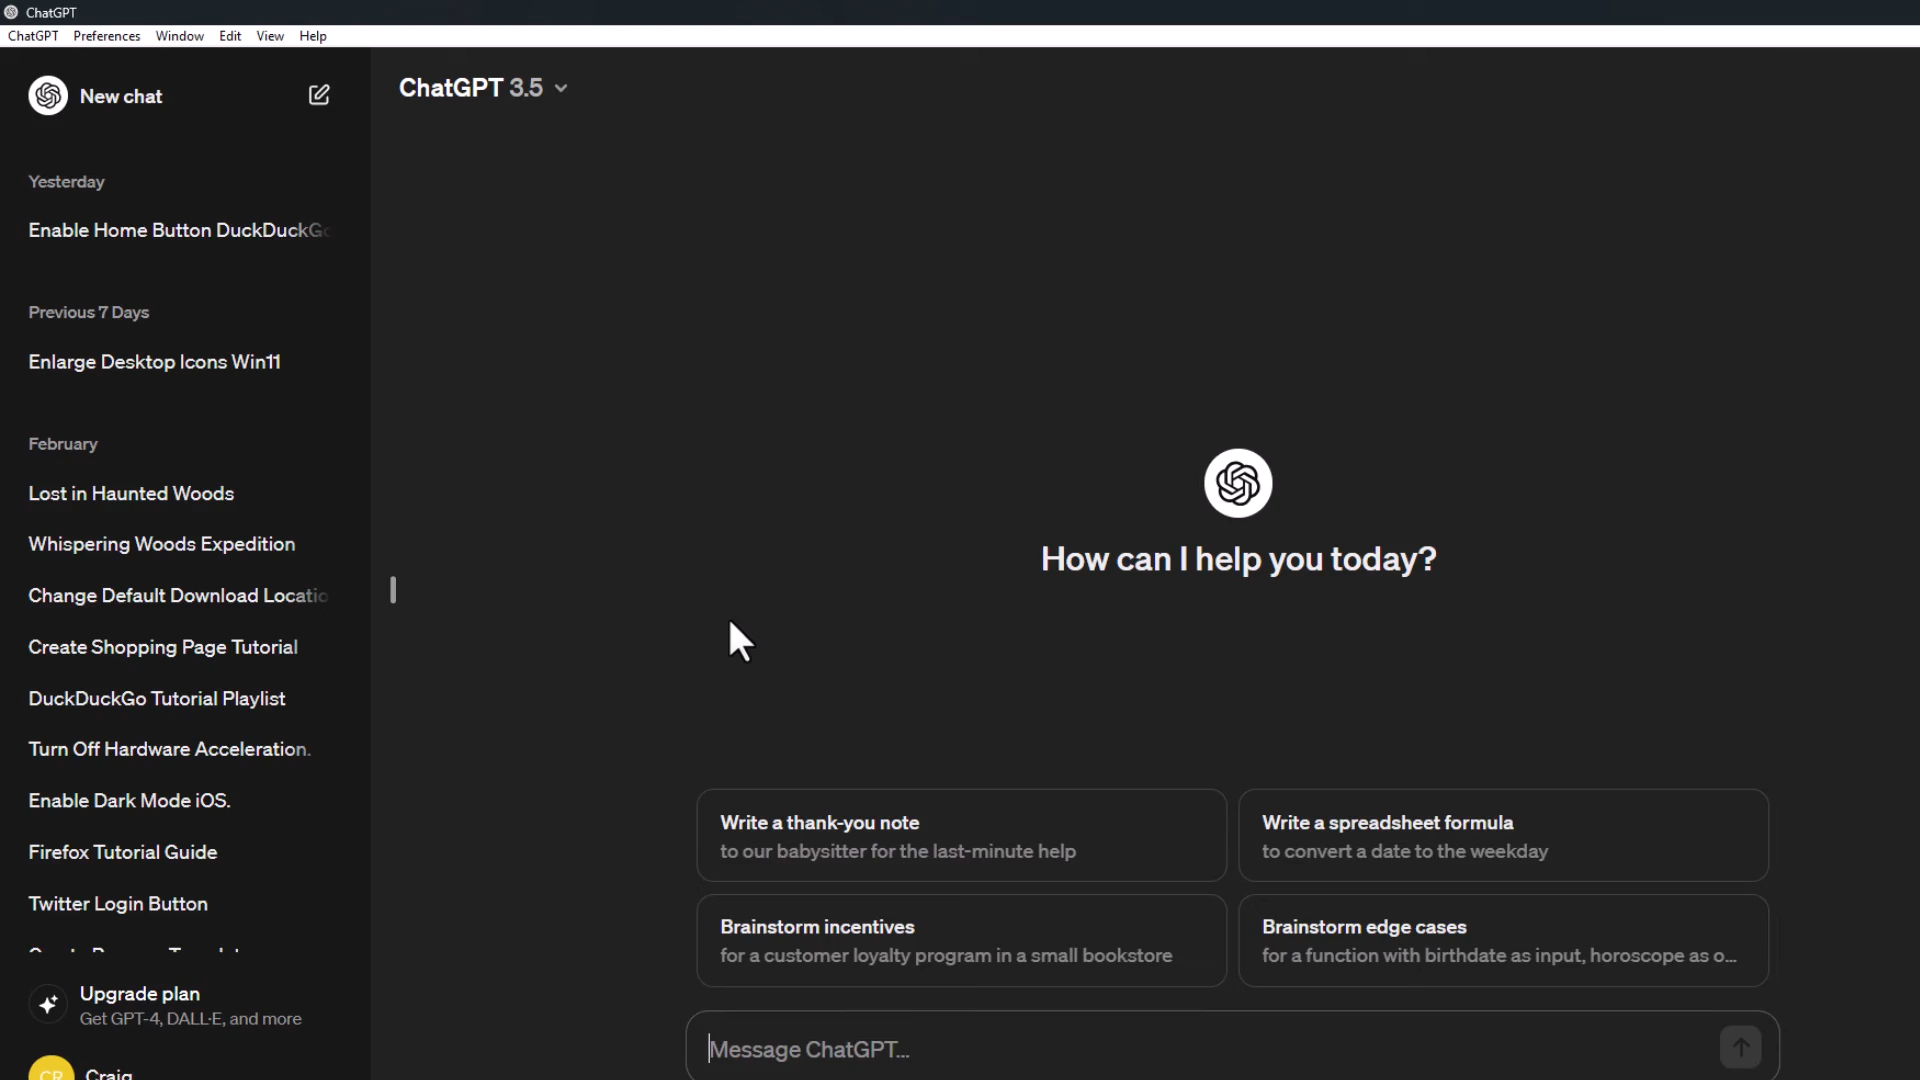 ChatGPT
ChatGPT Preferences Window Edit View Help
New chat
ChatGPT 3.5
Yesterday
Enable Home Button DuckDuckGo
Previous 7 Days
Enlarge Desktop Icons Win11
February
Lost in Haunted Woods
Whispering Woods Expedition
Change Default Download Locatio
Create Shopping Page Tutorial
DuckDuckGo Tutorial Playlist
Turn Off Hardware Acceleration.
Enable Dark Mode iOS.
Firefox Tutorial Guide
Twitter Login Button
Upgrade plan
Get GPT-4, DALL·E, and more
CR
Craig
How can I help you today?
Write a thank-you note
to our babysitter for the last-minute help
Write a spreadsheet formula
to convert a date to the weekday
Brainstorm incentives
for a customer loyalty program in a small bookstore
Brainstorm edge cases
for a function with birthdate as input, horoscope as o...
Message ChatGPT...